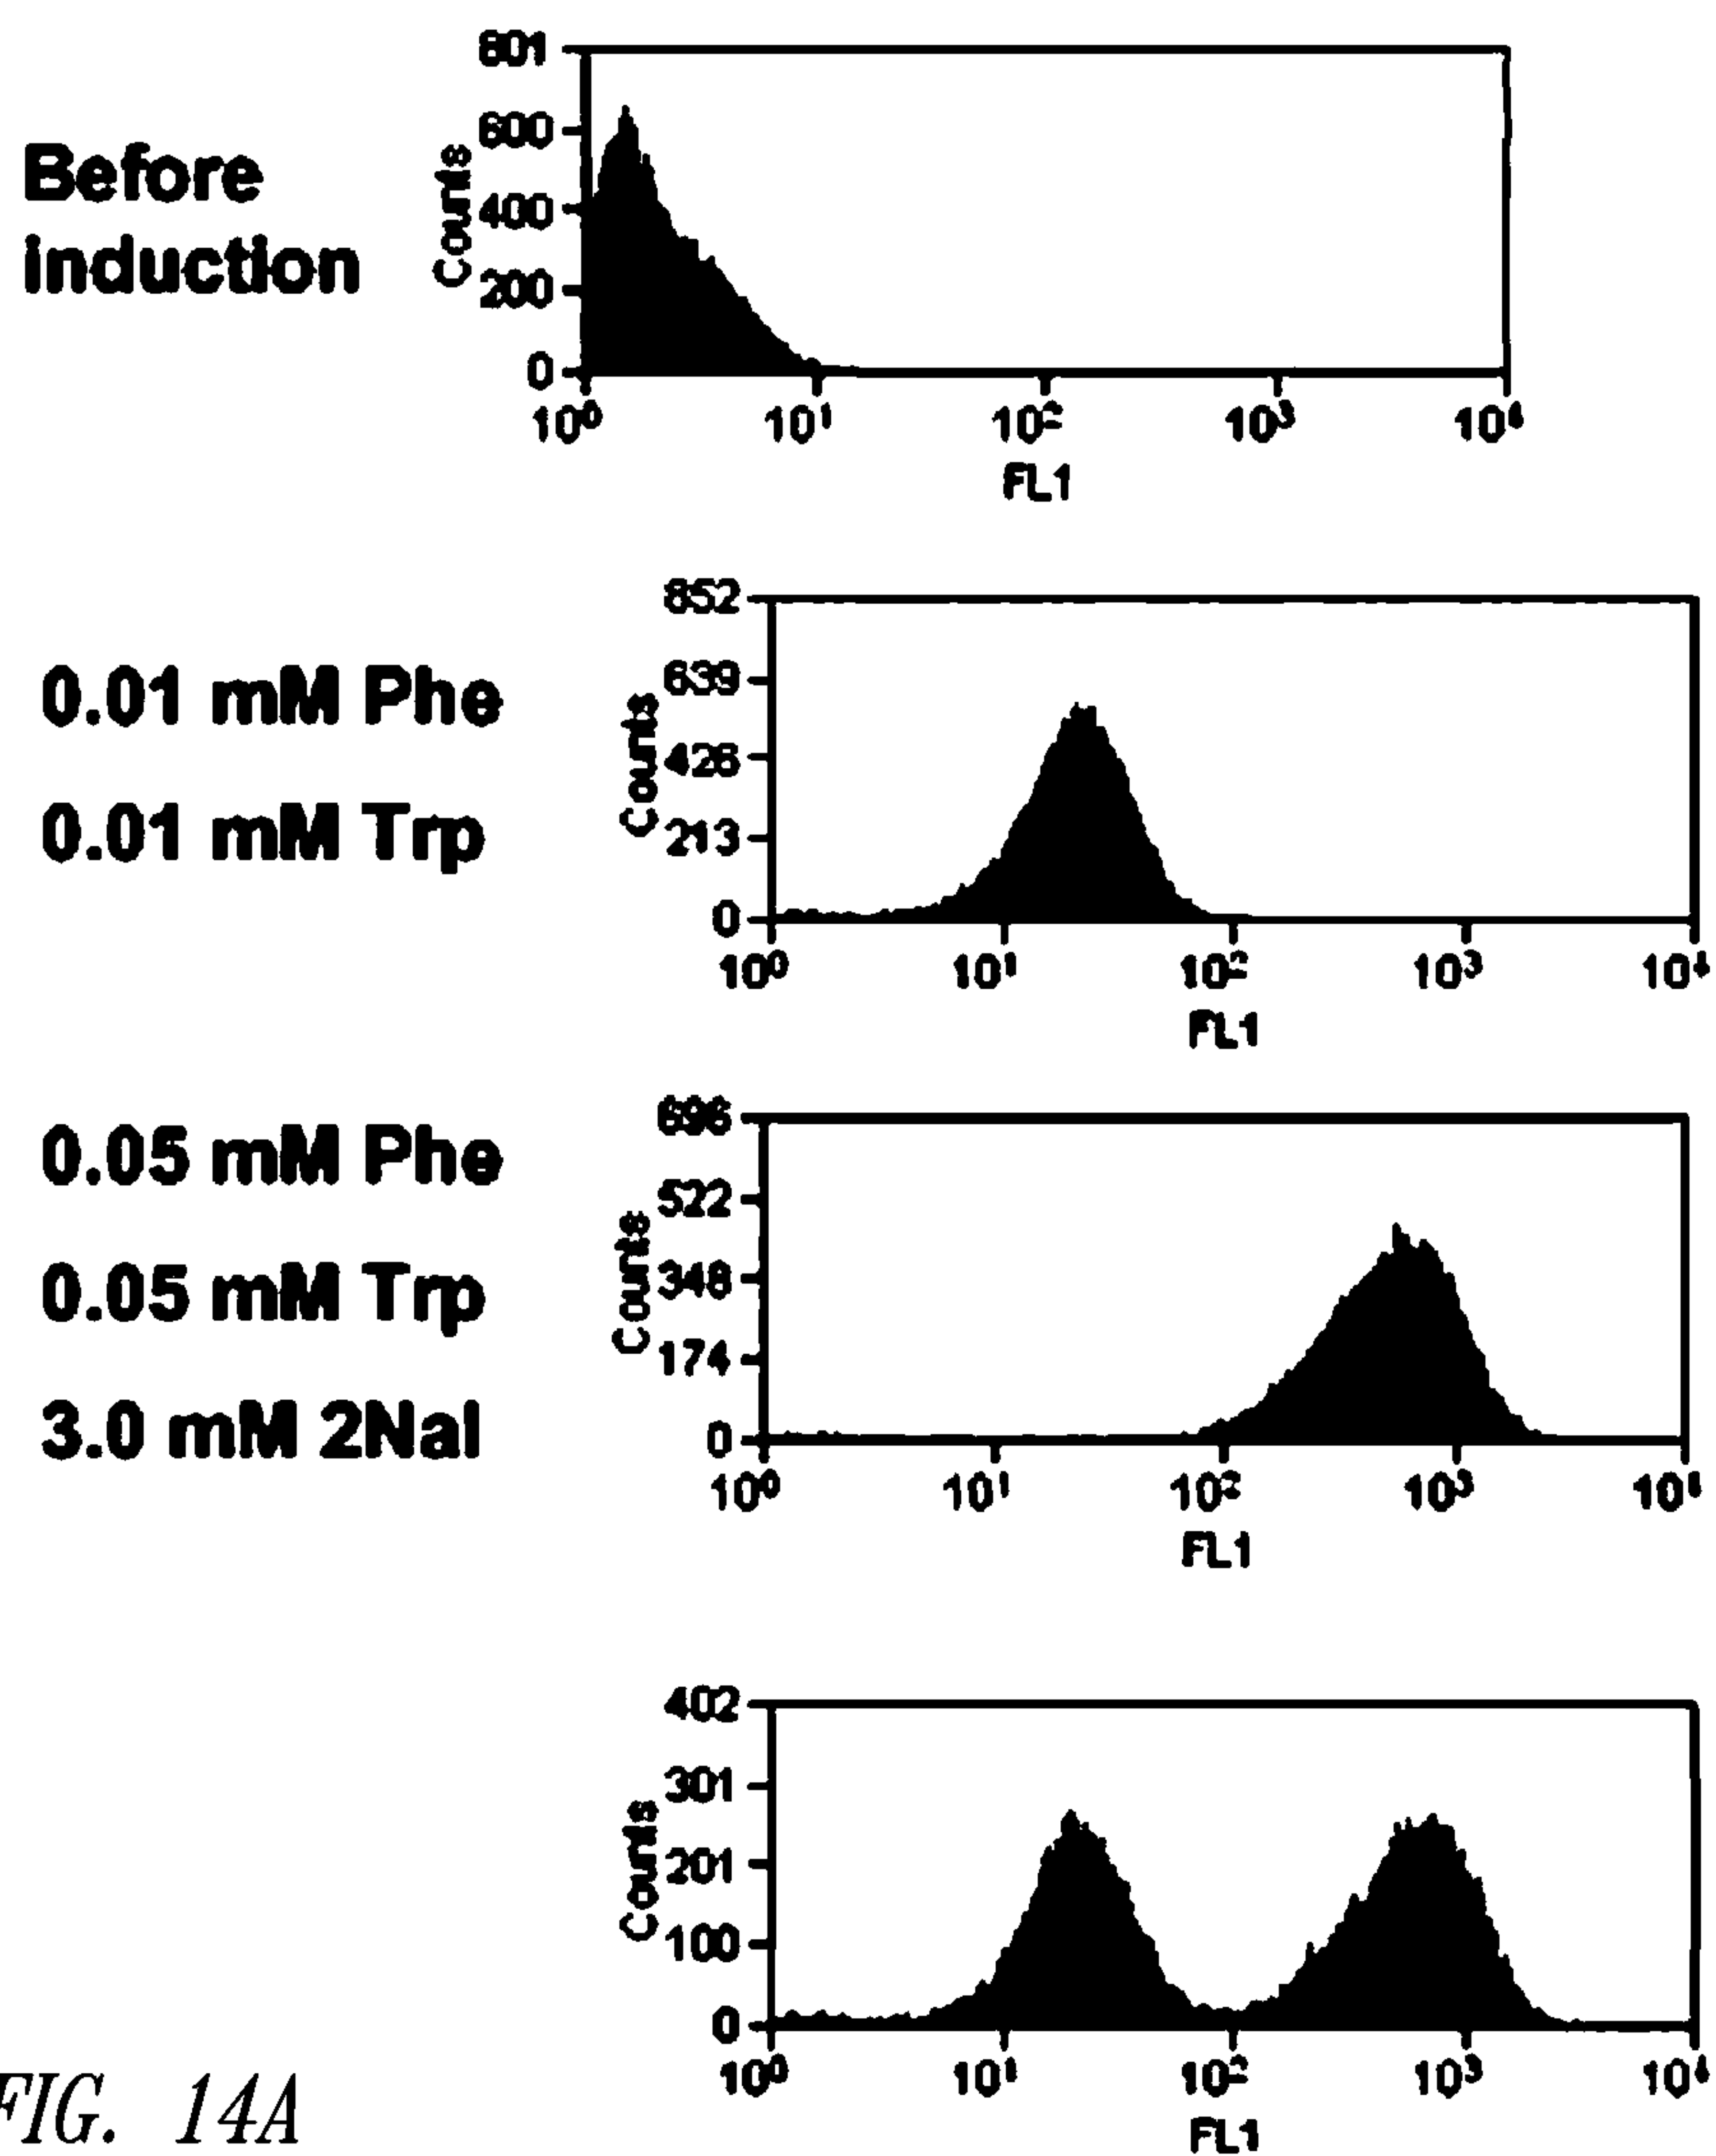 801
600
400
200
0
Counts
Before
induction
10⁰ 10¹ 10² 10³ 10⁴
FL1
852
639
426
213
0
Counts
0.01 mM Phe
0.01 mM Trp
10⁰ 10¹ 10² 10³ 10⁴
FL1
696
522
348
174
0
Counts
0.05 mM Phe
0.05 mM Trp
3.0 mM 2Nal
10⁰ 10¹ 10² 10³ 10⁴
FL1
402
301
201
100
0
Counts
10⁰ 10¹ 10² 10³ 10⁴
FL1
FIG. 14A